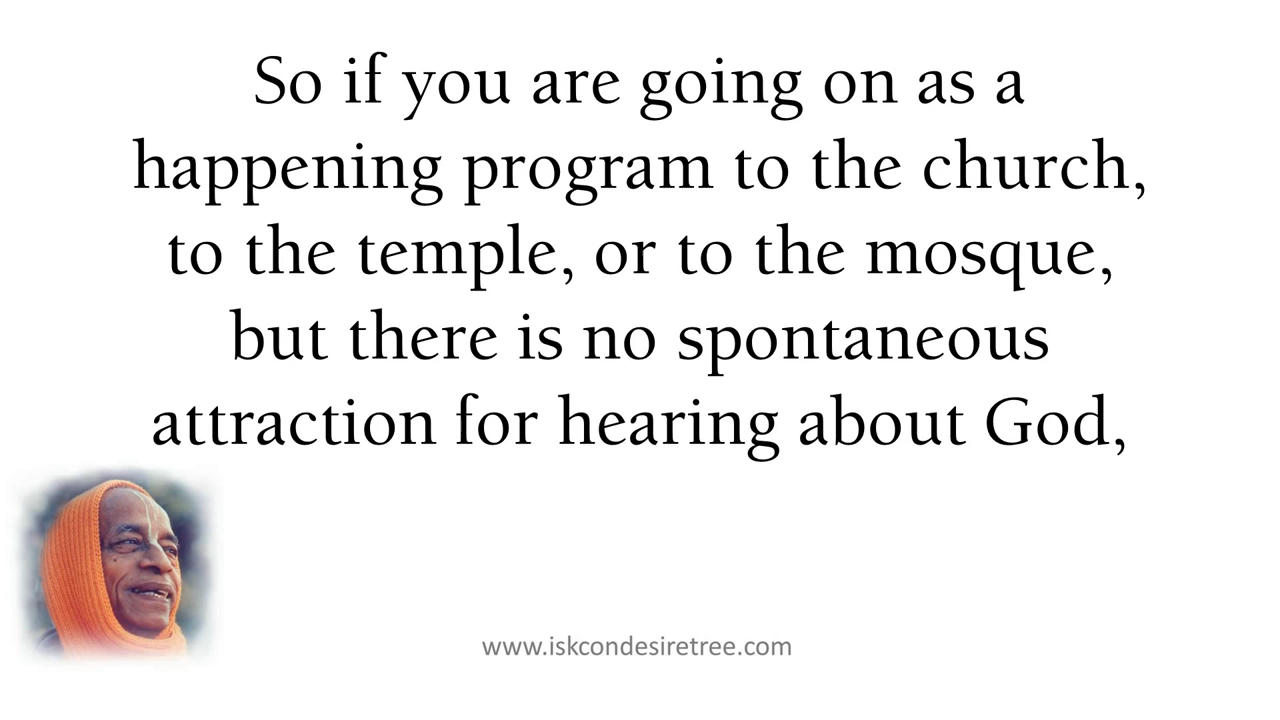 So if you are going on as a
happening program to the church,
to the temple, or to the mosque,
but there is no spontaneous
attraction for hearing about God,
www.iskcondesiretree.com